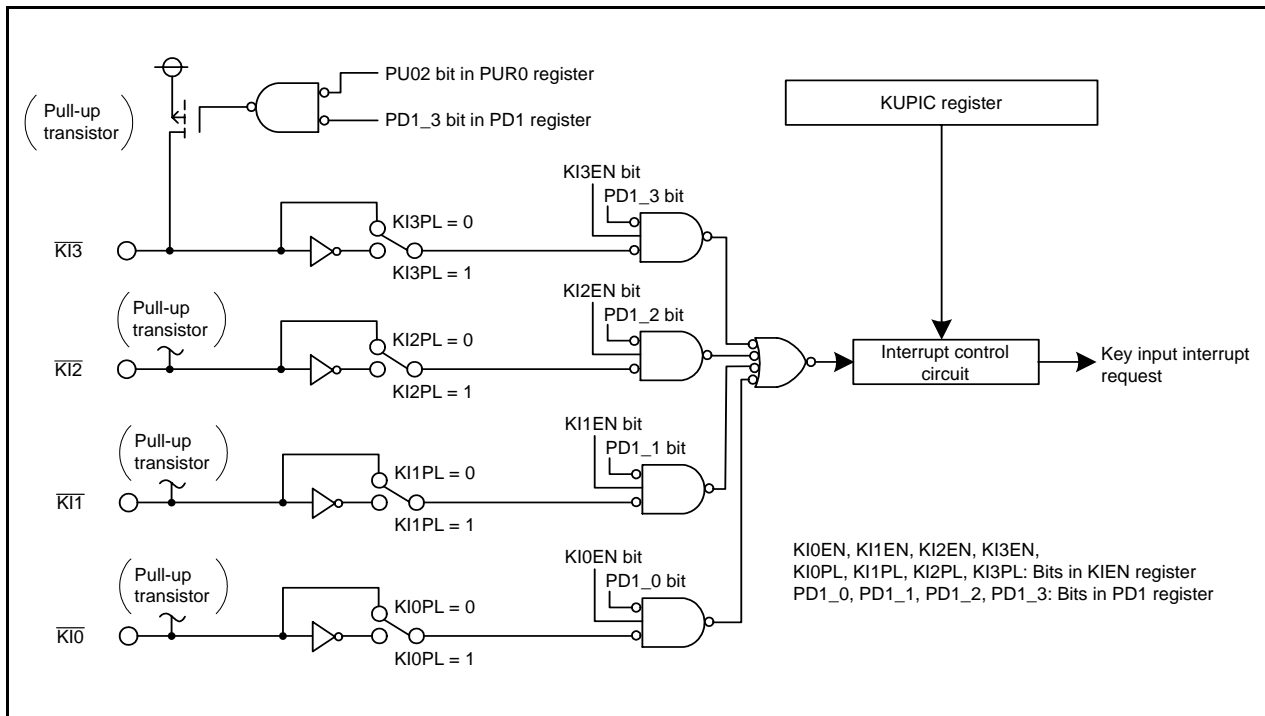 PU02 bit in PUR0 register
Pull-up
transistor
PD1_3 bit in PD1 register
KUPIC register
KI3EN bit
PD1_3 bit
KI3PL = 0
KI3
KI3PL = 1
Pull-up
transistor
KI2EN bit
PD1_2 bit
KI2PL = 0
KI2
KI2PL = 1
Interrupt control
circuit
Key input interrupt
request
Pull-up
transistor
KI1EN bit
PD1_1 bit
KI1PL = 0
KI1
KI1PL = 1
Pull-up
transistor
KI0EN bit
PD1_0 bit
KI0PL = 0
KI0
KI0PL = 1
KI0EN, KI1EN, KI2EN, KI3EN,
KI0PL, KI1PL, KI2PL, KI3PL: Bits in KIEN register
PD1_0, PD1_1, PD1_2, PD1_3: Bits in PD1 register